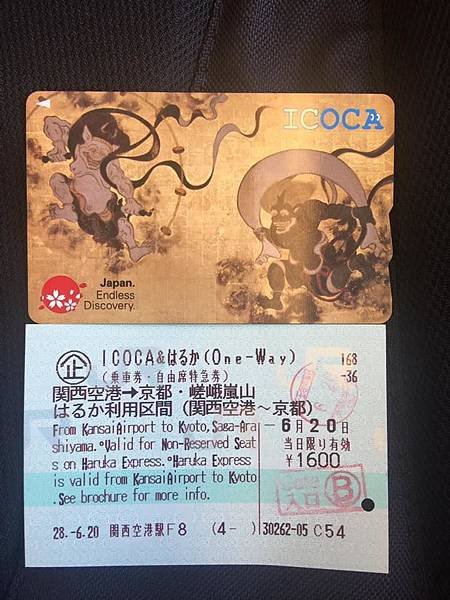 ICOCA
Japan.
Endless
Discovery.
企 ICOCA&はるか(One-Way) 168
(乗車券・自由席特急券) -36
関西空港→京都・嵯峨嵐山
はるか利用区間 (関西空港~京都)
From KansaiAirport to Kyoto,Saga-Ara
shiyama.°Valid for Non-Reserved Seat
s on Haruka Express.°Haruka Express
is valid from KansaiAirport to Kyoto
.See brochure for more info.
-6月20日
当日限り有効
¥1600
入口 B
28.-6.20 関西空港駅F8 (4-) 30262-05 C54